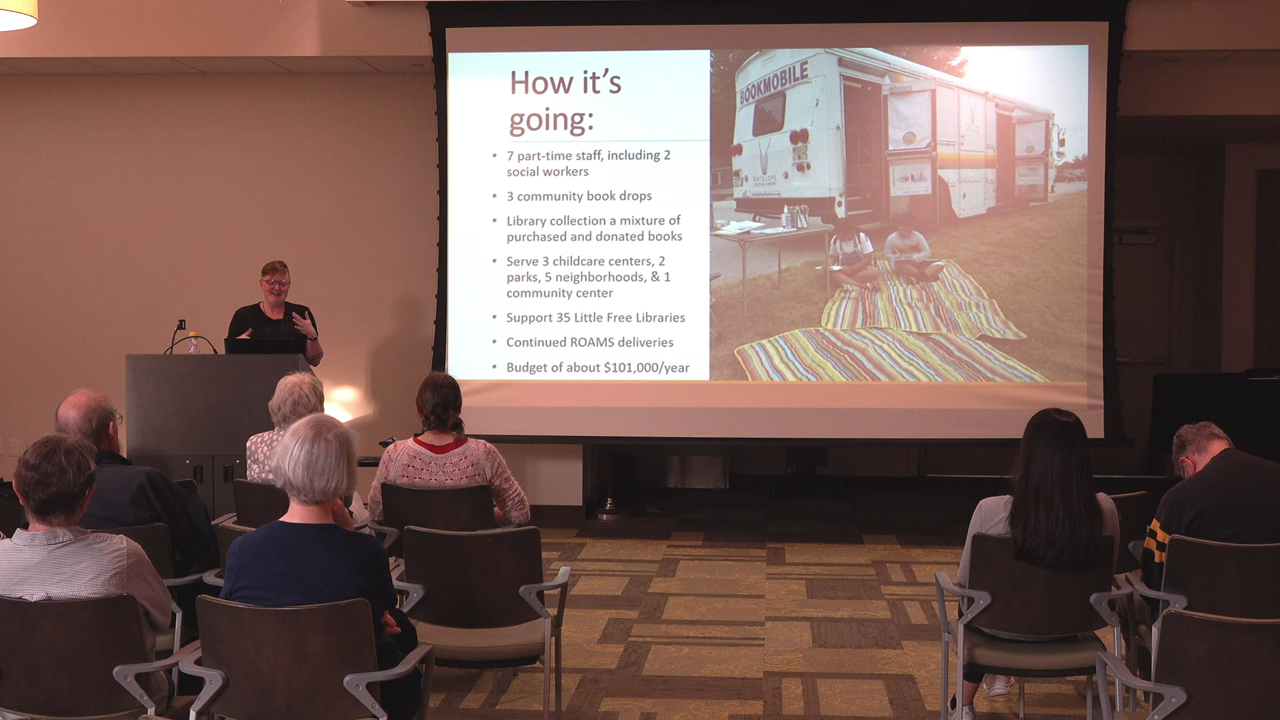 How it's
going:
• 7 part-time staff, including 2
social workers
• 3 community book drops
• Library collection a mixture of
purchased and donated books
• Serve 3 childcare centers, 2
parks, 5 neighborhoods, & 1
community center
• Support 35 Little Free Libraries
• Continued ROAMS deliveries
• Budget of about $101,000/year
BOOKMOBILE